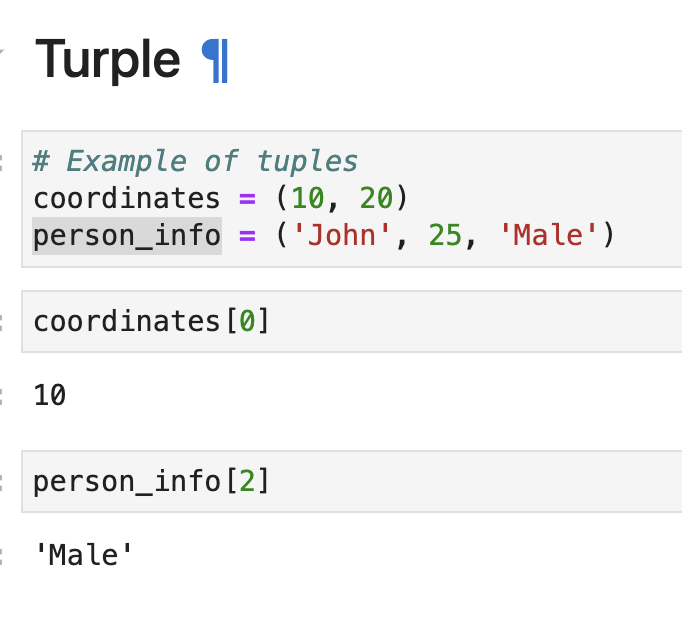 Turple ¶
# Example of tuples
coordinates = (10, 20)
person_info = ('John', 25, 'Male')
coordinates[0]
10
person_info[2]
'Male'